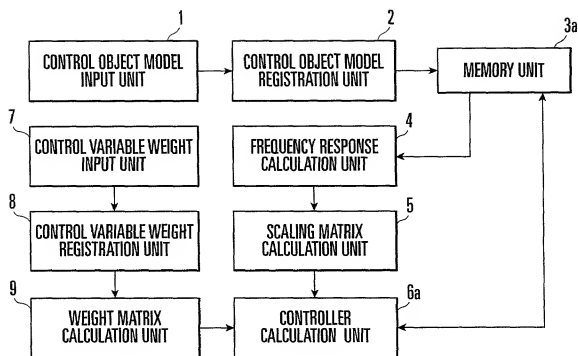 1
2
3a
CONTROL OBJECT MODEL
INPUT UNIT
CONTROL OBJECT MODEL
REGISTRATION UNIT
MEMORY UNIT
7
4
CONTROL VARIABLE WEIGHT
INPUT UNIT
FREQUENCY RESPONSE
CALCULATION UNIT
8
5
CONTROL VARIABLE WEIGHT
REGISTRATION UNIT
SCALING MATRIX
CALCULATION UNIT
9
6a
WEIGHT MATRIX
CALCULATION UNIT
CONTROLLER
CALCULATION UNIT